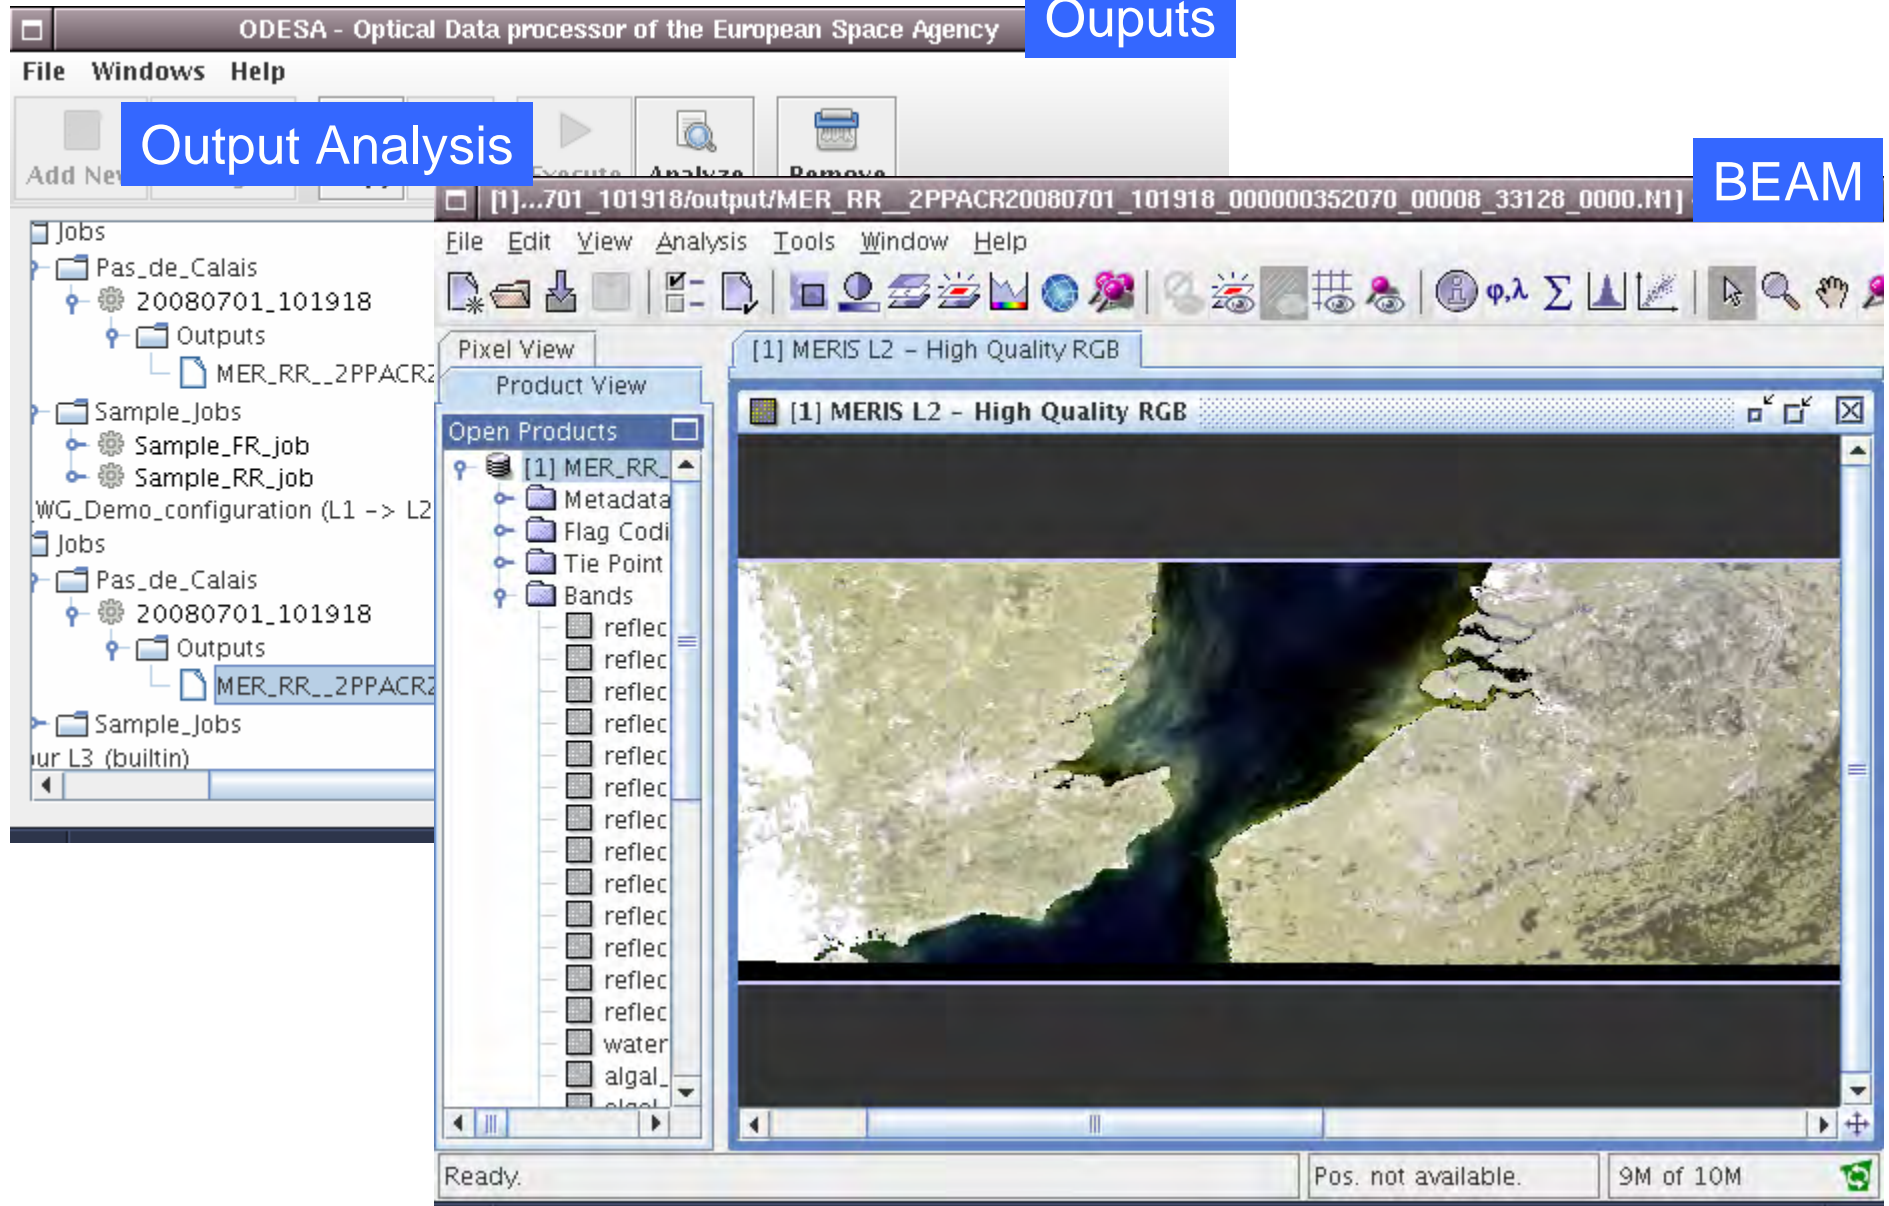 Ouputs
ODESA - Optical Data processor of the European Space Agency
File Windows Help
Output Analysis
Add New
Execute Analyze Remove
BEAM
Jobs
Pas_de_Calais
20080701_101918
Outputs
MER_RR__2PPACR2
Sample_Jobs
Sample_FR_job
Sample_RR_job
_WG_Demo_configuration (L1 -> L2
Jobs
Pas_de_Calais
20080701_101918
Outputs
MER_RR__2PPACR2
Sample_Jobs
our L3 (builtin)
[1]...701_101918/output/MER_RR__2PPACR20080701_101918_000000352070_00008_33128_0000.N1]
File Edit View Analysis Tools Window Help
φ,λ Σ
Pixel View
Product View
[1] MERIS L2 – High Quality RGB
Open Products
[1] MER_RR_
Metadata
Flag Codi
Tie Point
Bands
reflec
reflec
reflec
reflec
reflec
reflec
reflec
reflec
reflec
reflec
reflec
reflec
reflec
water
algal_
algal
[1] MERIS L2 – High Quality RGB
Ready.
Pos. not available.
9M of 10M